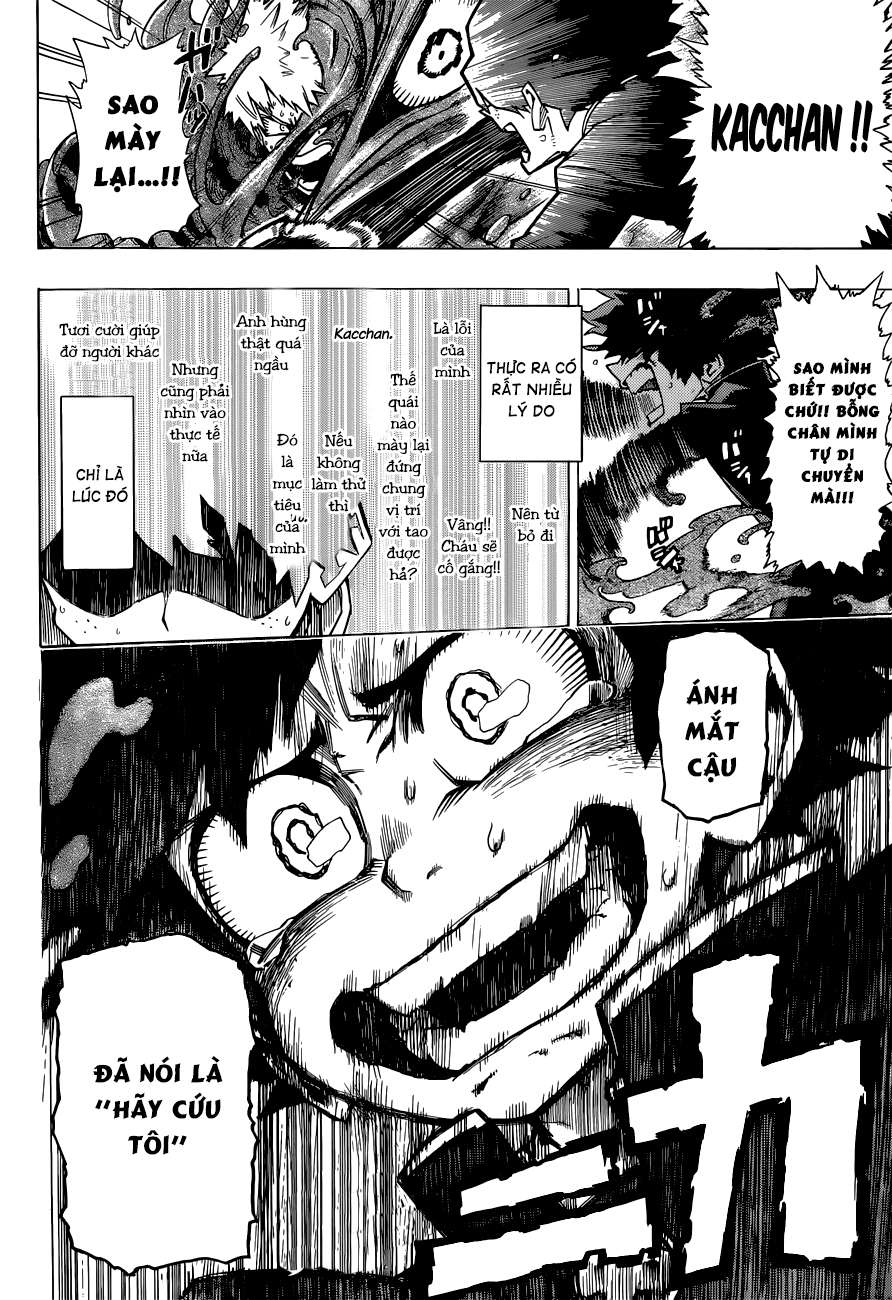 KACCHAN !!
SAO
MÀY
LẠI...!!
ガボッ
SAO MÌNH
BIẾT ĐƯỢC
CHỨ!! BỖNG
CHÂN MÌNH
TỰ DI
CHUYỂN
MÀ!!!
THỰC RA CÓ
RẤT NHIỀU
LÝ DO
Nên từ
bỏ đi
Là lỗi
của
mình
Vâng!!
Cháu sẽ
cố gắng!!
Thế
quái
nào
mày lại
đứng
chung
vị trí
với tao
được
hả?
Kacchan.
Nếu
không
làm thử
thì
...
Anh hùng
thật quá
ngầu
Đó
là
mục
tiêu
của
mình
Nhưng
cũng phải
nhìn vào
thực tế
nữa
Tươi cười giúp
đỡ người khác
CHỈ LÀ
LÚC ĐÓ
ÁNH
MẮT
CẬU
ĐÃ NÓI LÀ
"HÃY CỨU
TÔI"